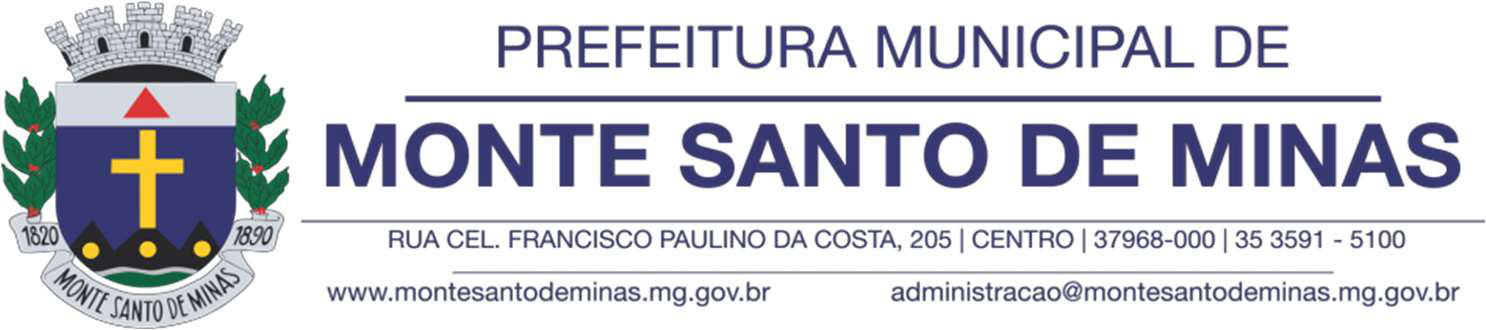 PREFEITURA MUNICIPAL DE
MONTE SANTO DE MINAS
RUA CEL. FRANCISCO PAULINO DA COSTA, 205 | CENTRO | 37968-000 | 35 3591 - 5100
www.montesantodeminas.mg.gov.br administracao@montesantodeminas.mg.gov.br
1820 1890
MONTE SANTO DE MINAS